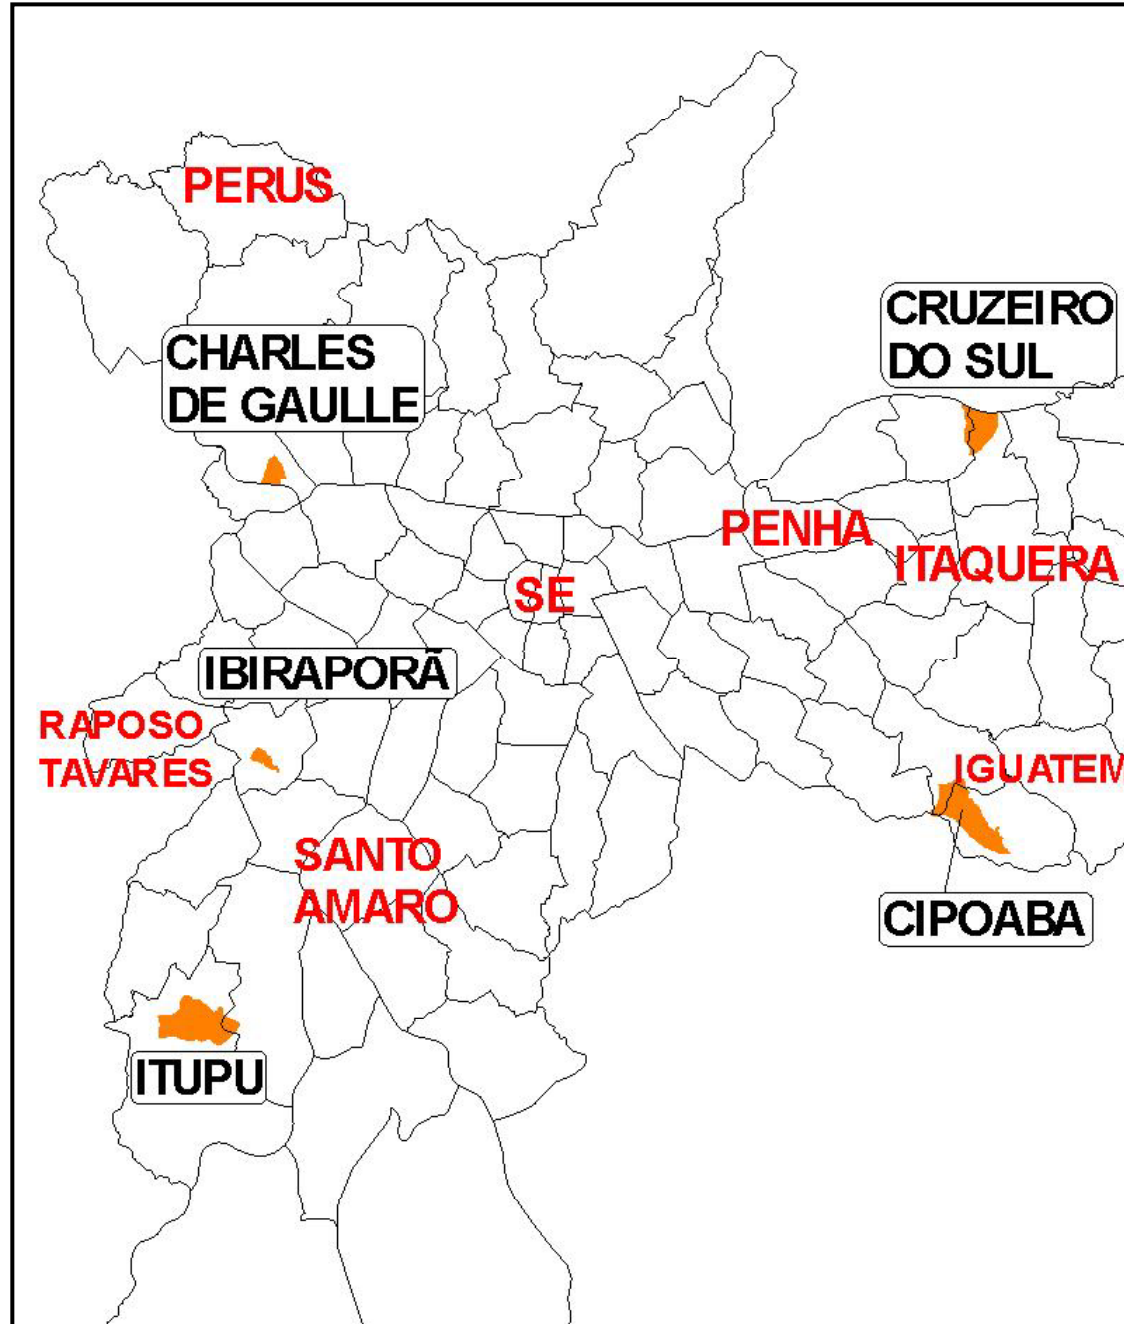 PERUS
CRUZEIRO
DO SUL
CHARLES
DE GAULLE
PENHA
ITAQUERA
SE
IBIRAPORÃ
RAPOSO
TAVARES
IGUATEM
SANTO
AMARO
CIPOABA
ITUPU